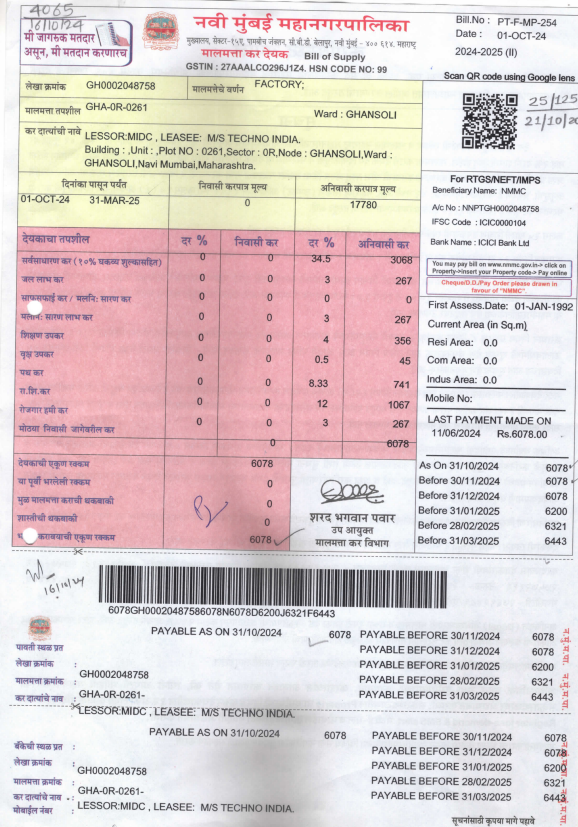 4065
16/10/24
मी जागरूक मतदार
असून, मी मतदान करणारच
नवी मुंबई महानगरपालिका
मुख्यालय, सेक्टर-१५ए, पामबीच जंक्शन, सी.बी.डी. बेलापूर, नवी मुंबई - ४०० ६१४. महाराष्ट्र
मालमत्ता कर देयक Bill of Supply
GSTIN : 27AAALCO296J1Z4. HSN CODE NO: 99
Bill.No : PT-F-MP-254
Date : 01-OCT-24
2024-2025 (II)
Scan QR code using Google lens
25/125
21/10/20
लेखा क्रमांक GH0002048758 मालमत्तेचे वर्णन FACTORY;
मालमत्ता तपशील GHA-0R-0261 Ward : GHANSOLI
कर दात्यांची नावे LESSOR:MIDC , LEASEE: M/S TECHNO INDIA.
Building : ,Unit : ,Plot NO : 0261,Sector : 0R,Node : GHANSOLI,Ward :
GHANSOLI,Navi Mumbai,Maharashtra.
दिनांका पासून पर्यंत निवासी करपात्र मूल्य अनिवासी करपात्र मूल्य
01-OCT-24 31-MAR-25 0 17780
For RTGS/NEFT/IMPS
Beneficiary Name: NMMC
A/c No : NNPTGH0002048758
IFSC Code : ICIC0000104
Bank Name : ICICI Bank Ltd
You may pay bill on www.nmmc.gov.in-> click on
Property->insert your Property code-> Pay online
Cheque/D.D./Pay Order please drawn in
favour of "NMMC".
देयकाचा तपशील दर % निवासी कर दर % अनिवासी कर
सर्वसाधारण कर (१०% पत्रव्य शुल्कासहित) 0 0 34.5 3068
जल लाभ कर 0 0 3 267
साफसफाई कर / मलनि: सारण कर 0 0 0 0
मलनि: सारण लाभ कर 0 0 3 267
शिक्षण उपकर 0 0 4 356
वृक्ष उपकर 0 0 0.5 45
पथ कर 0 0 8.33 741
रा.शि.कर 0 0 12 1067
रोजगार हमी कर 0 0 3 267
मोठया निवासी जागेवरील कर
0 6078
First Assess.Date: 01-JAN-1992
Current Area (in Sq.m)
Resi Area: 0.0
Com Area: 0.0
Indus Area: 0.0
Mobile No:
LAST PAYMENT MADE ON
11/06/2024 Rs.6078.00
देयकाची एकूण रक्कम 6078
या पूर्वी भरलेली रक्कम 0
मुळ मालमत्ता कराची थकबाकी 0
शास्तीची थकबाकी 0
करावयाची एकूण रक्कम 6078
शरद भगवान पवार
उप आयुक्त
मालमत्ता कर विभाग
As On 31/10/2024 6078
Before 30/11/2024 6078
Before 31/12/2024 6078
Before 31/01/2025 6200
Before 28/02/2025 6321
Before 31/03/2025 6443
16/10/24
6078GH00020487586078N6078D6200J6321F6443
PAYABLE AS ON 31/10/2024 6078 PAYABLE BEFORE 30/11/2024 6078
पावती स्थळ प्रत PAYABLE BEFORE 31/12/2024 6078
लेखा क्रमांक : GH0002048758 PAYABLE BEFORE 31/01/2025 6200
मालमत्ता क्रमांक : GHA-0R-0261- PAYABLE BEFORE 28/02/2025 6321
कर दात्यांचे नाव : LESSOR:MIDC , LEASEE: M/S TECHNO INDIA. PAYABLE BEFORE 31/03/2025 6443
न.मुं.म.पा. न.मुं.म.पा.
PAYABLE AS ON 31/10/2024 6078 PAYABLE BEFORE 30/11/2024 6078
बँकेची स्थळ प्रत : PAYABLE BEFORE 31/12/2024 6078
लेखा क्रमांक : GH0002048758 PAYABLE BEFORE 31/01/2025 6200
मालमत्ता क्रमांक : GHA-0R-0261- PAYABLE BEFORE 28/02/2025 6321
कर दात्यांचे नाव : LESSOR:MIDC , LEASEE: M/S TECHNO INDIA. PAYABLE BEFORE 31/03/2025 6443
मोबाईल नंबर :
न.मुं.म.पा. न.मुं.म.पा.
सूचनांसाठी कृपया मागे पहावे